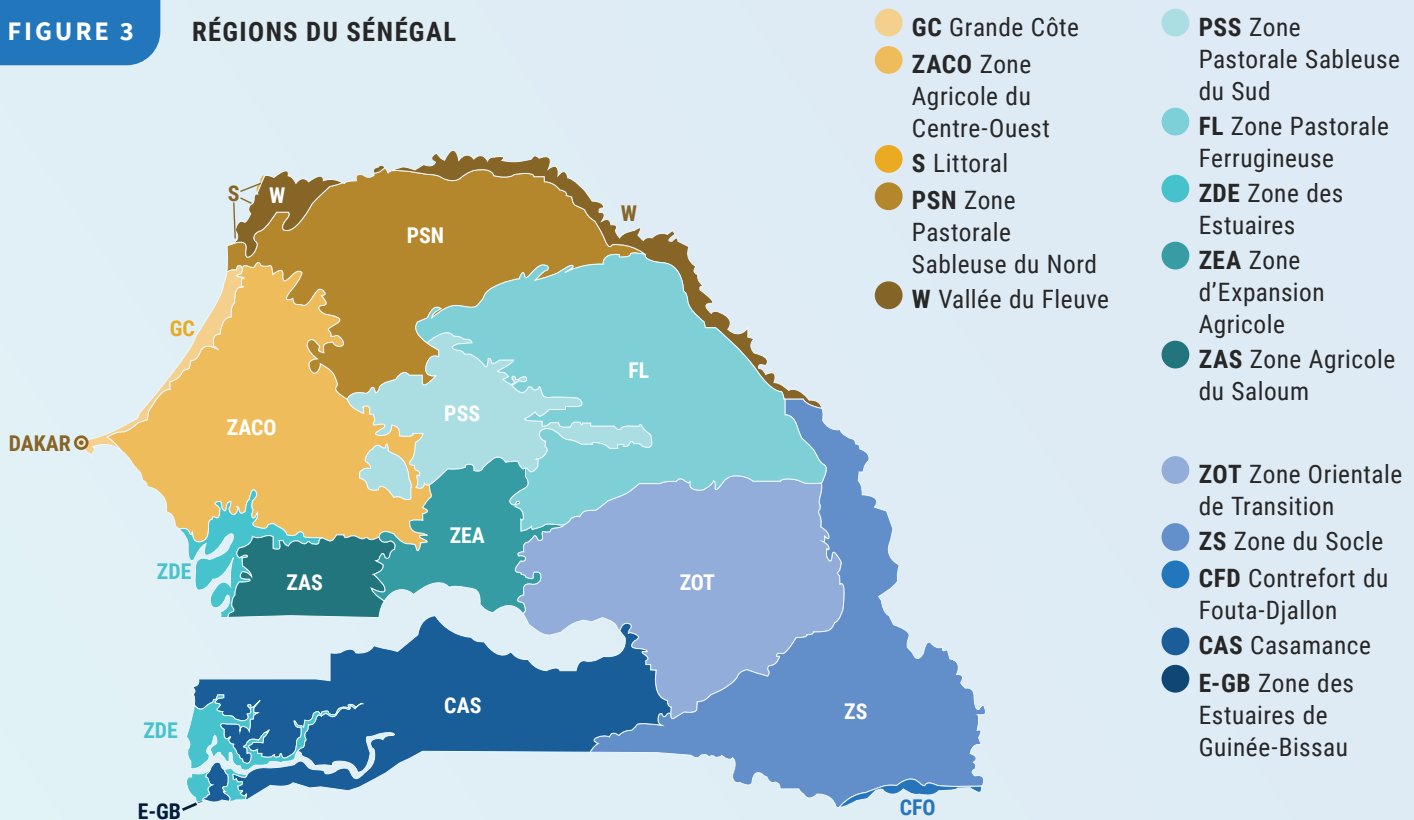 FIGURE 3
RÉGIONS DU SÉNÉGAL
GC Grande Côte
ZACO Zone
Agricole du
Centre-Ouest
S Littoral
PSN Zone
Pastorale
Sableuse du Nord
W Vallée du Fleuve
PSS Zone
Pastorale Sableuse
du Sud
FL Zone Pastorale
Ferrugineuse
ZDE Zone des
Estuaires
ZEA Zone
d’Expansion
Agricole
ZAS Zone Agricole
du Saloum
ZOT Zone Orientale
de Transition
ZS Zone du Socle
CFD Contrefort du
Fouta-Djallon
CAS Casamance
E-GB Zone des
Estuaires de
Guinée-Bissau
S
W
W
PSN
GC
FL
PSS
ZACO
DAKAR
ZEA
ZDE
ZAS
ZOT
CAS
ZS
ZDE
E-GB
CFO